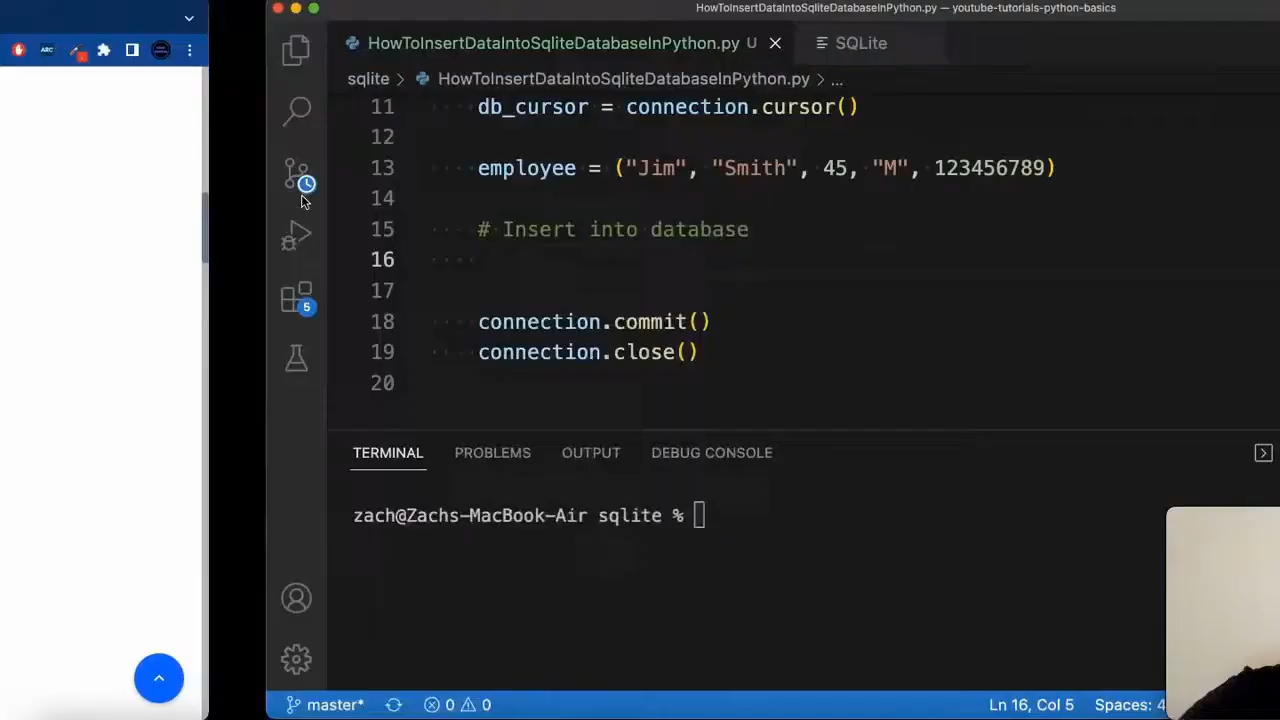 HowToInsertDataIntoSqliteDatabaseInPython.py — youtube-tutorials-python-basics
ARC
HowToInsertDataIntoSqliteDatabaseInPython.py U SQLite
sqlite > HowToInsertDataIntoSqliteDatabaseInPython.py > ...
11 db_cursor = connection.cursor()
12
13 employee = ("Jim", "Smith", 45, "M", 123456789)
14
15 # Insert into database
16
17
18 connection.commit()
19 connection.close()
20
5
TERMINAL PROBLEMS OUTPUT DEBUG CONSOLE
zach@Zachs-MacBook-Air sqlite %
master* 0 0 Ln 16, Col 5 Spaces: 4